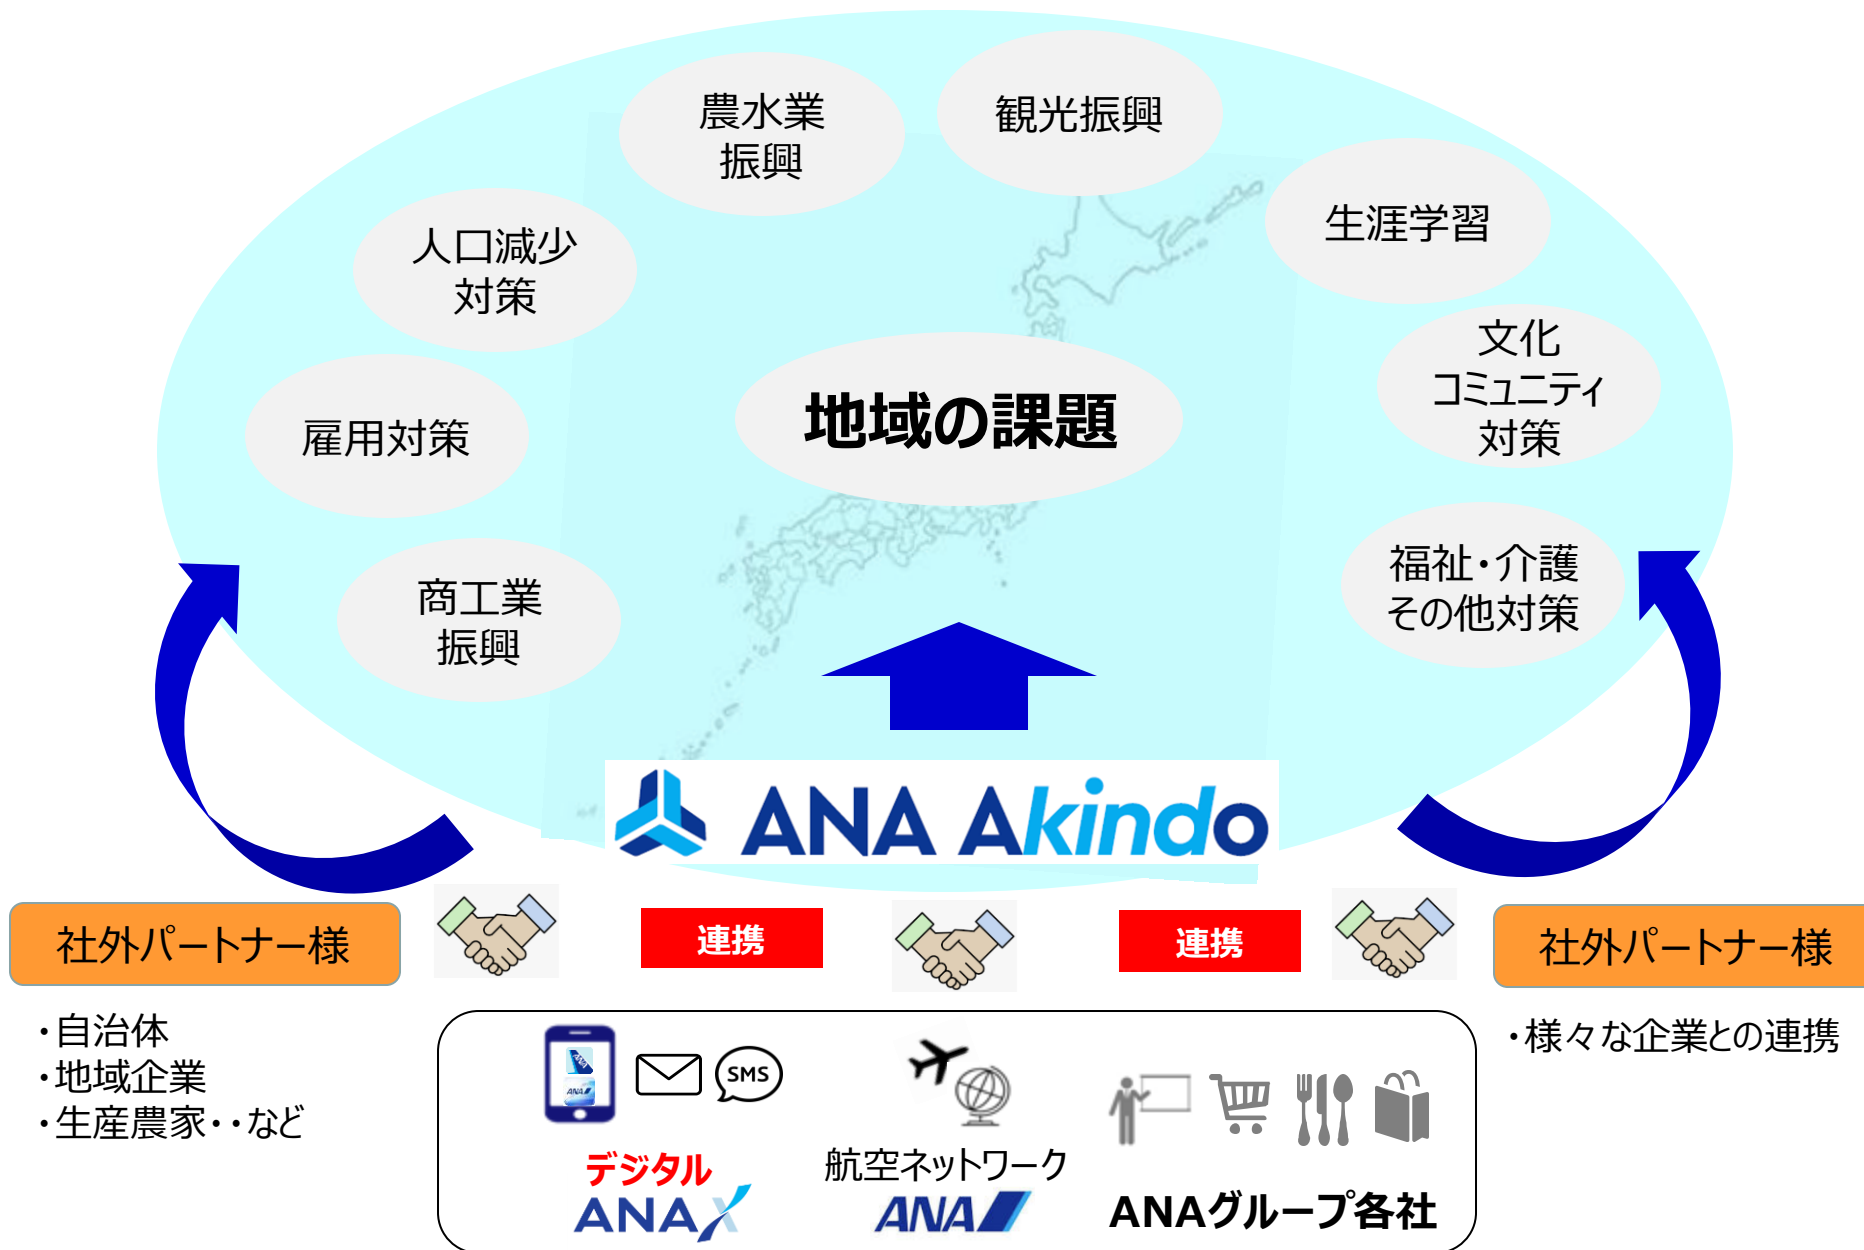 農水業
振興
観光振興
生涯学習
人口減少
対策
文化
コミュニティ
対策
雇用対策
地域の課題
福祉・介護
その他対策
商工業
振興
ANA Akindo
社外パートナー様
連携
連携
社外パートナー様
・自治体
・地域企業
・生産農家・・など
・様々な企業との連携
ANA
ANA
SMS
デジタル
ANA X
航空ネットワーク
ANA
ANAグループ各社